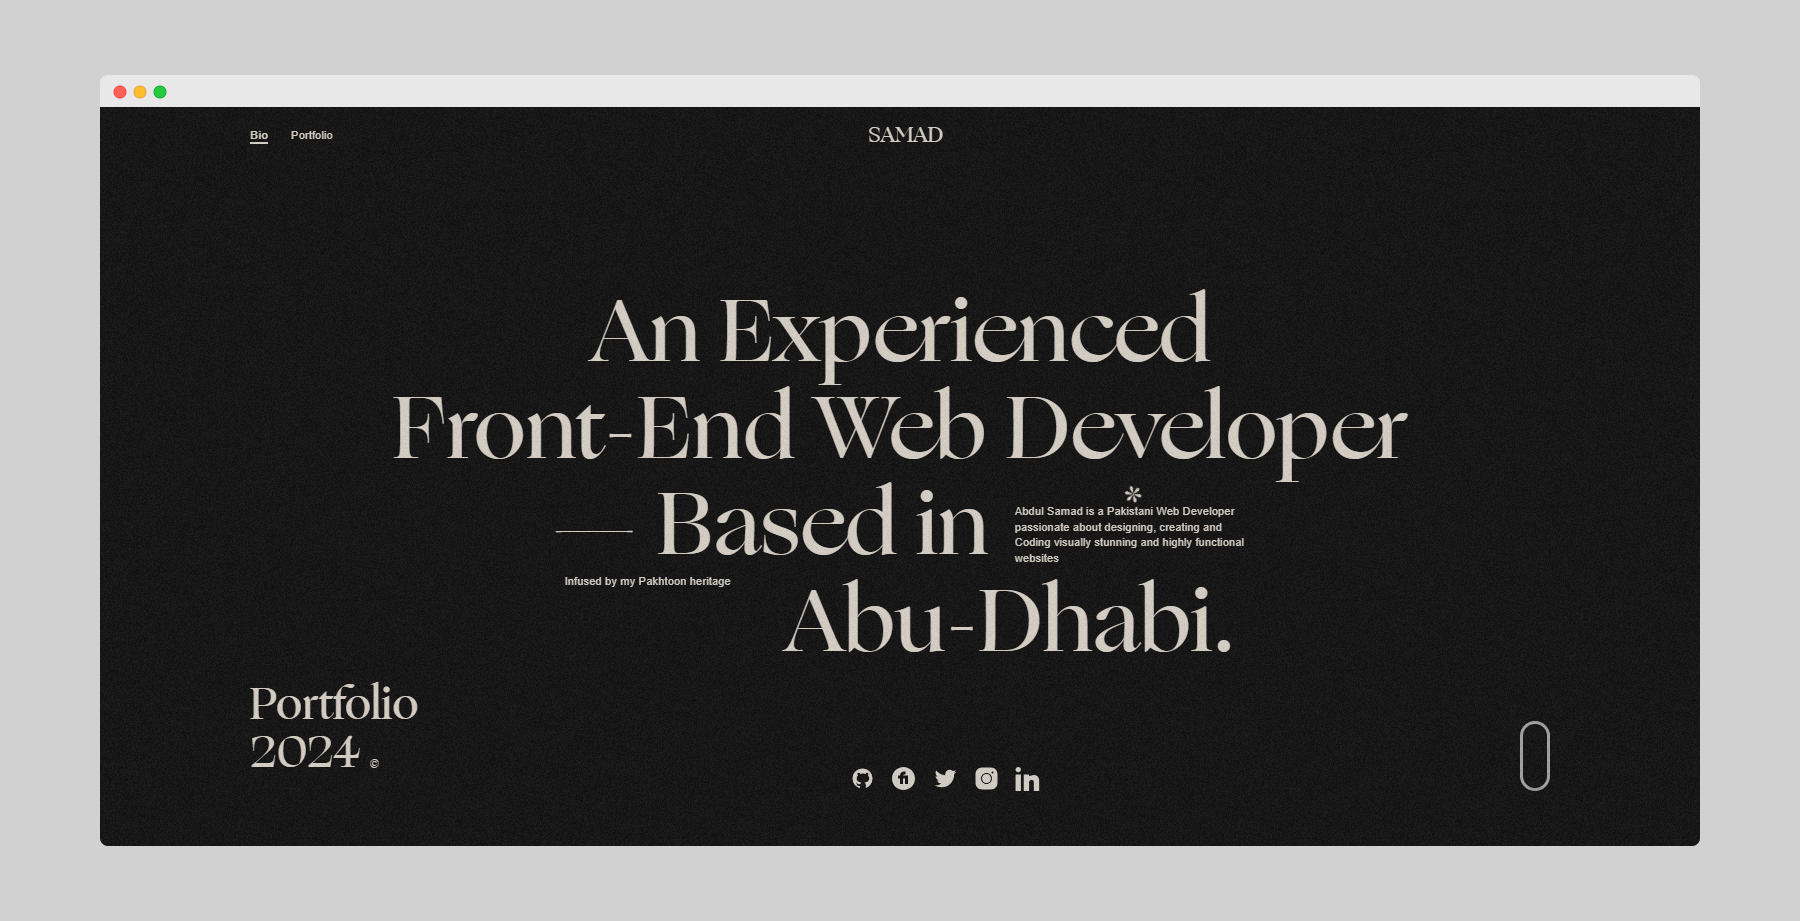 Bio
Portfolio
SAMAD
An Experienced
Front-End Web Developer
Based in
Abdul Samad is a Pakistani Web Developer
passionate about designing, creating and
Coding visually stunning and highly functional
websites
Infused by my Pakhtoon heritage
Abu-Dhabi.
Portfolio
2024 ©